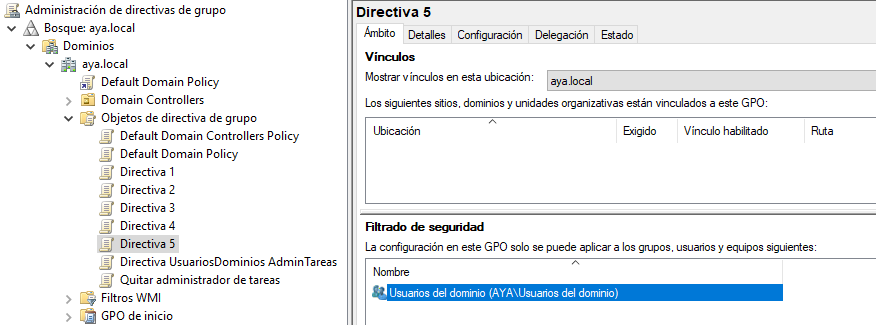 Administración de directivas de grupo
Bosque: aya.local
Dominios
aya.local
Default Domain Policy
Domain Controllers
Objetos de directiva de grupo
Default Domain Controllers Policy
Default Domain Policy
Directiva 1
Directiva 2
Directiva 3
Directiva 4
Directiva 5
Directiva UsuariosDominios AdminTareas
Quitar administrador de tareas
Filtros WMI
GPO de inicio
Directiva 5
Ámbito Detalles Configuración Delegación Estado
Vínculos
Mostrar vínculos en esta ubicación: aya.local
Los siguientes sitios, dominios y unidades organizativas están vinculados a este GPO:
Ubicación Exigido Vínculo habilitado Ruta
Filtrado de seguridad
La configuración en este GPO solo se puede aplicar a los grupos, usuarios y equipos siguientes:
Nombre
Usuarios del dominio (AYA\Usuarios del dominio)